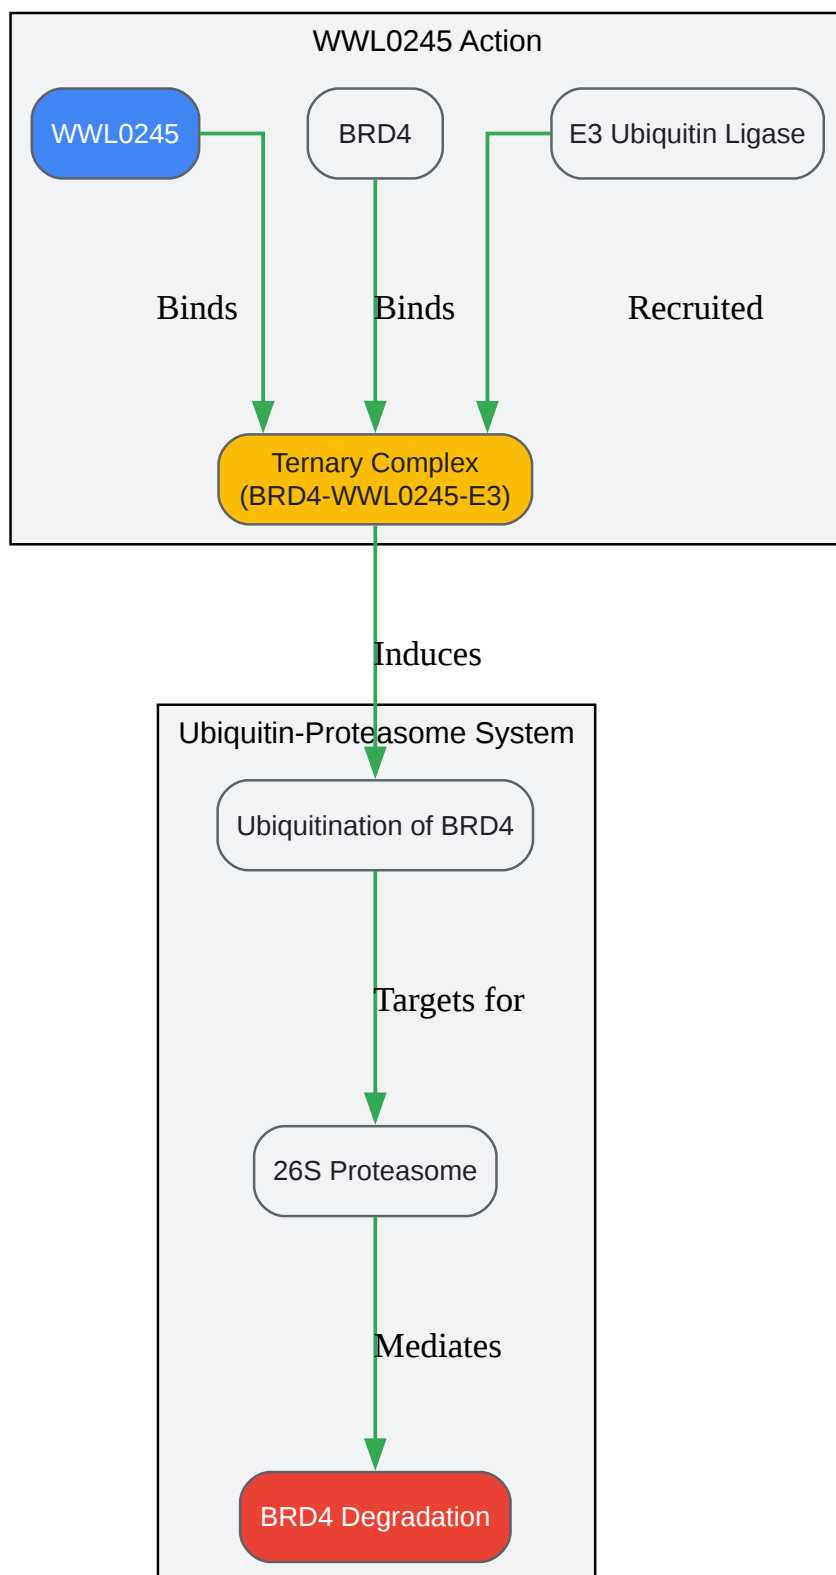 WWL0245 Action
WWL0245
BRD4
E3 Ubiquitin Ligase
Binds
Binds
Recruited
Ternary Complex
(BRD4-WWL0245-E3)
Induces
Ubiquitin-Proteasome System
Ubiquitination of BRD4
Targets for
26S Proteasome
Mediates
BRD4 Degradation